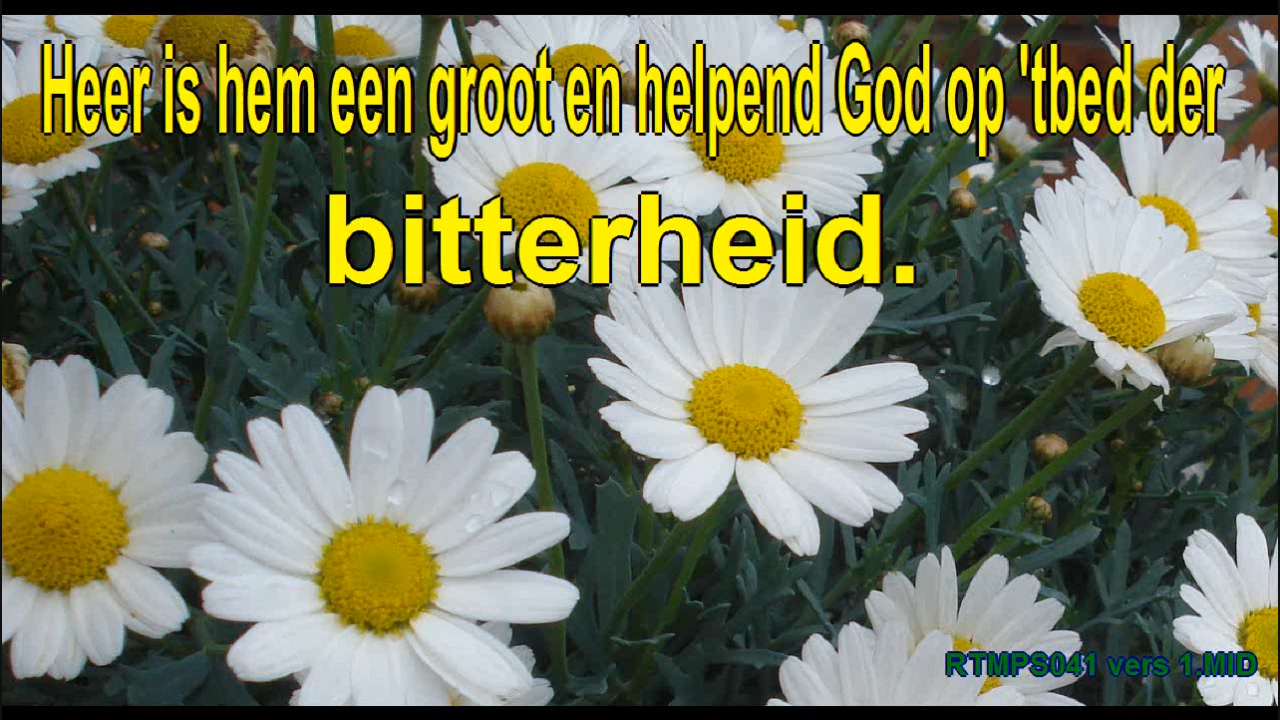 Heer is hem een groot en helpend God op 'tbed der
bitterheid.
RTMPS041 vers 1.MID